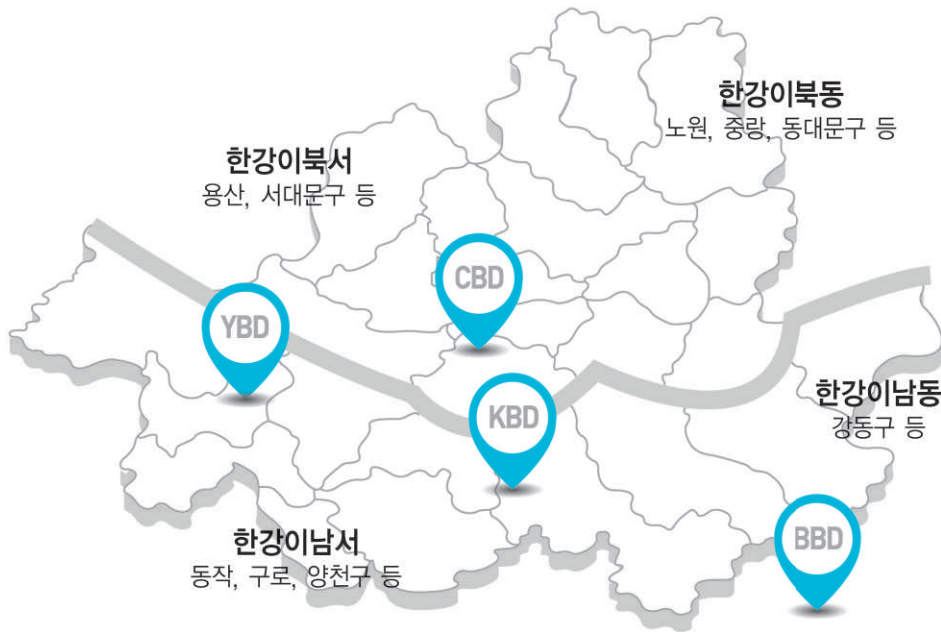 한강이북동
노원, 중랑, 동대문구 등
한강이북서
용산, 서대문구 등
CBD
YBD
한강이남동
강동구 등
KBD
한강이남서
동작, 구로, 양천구 등
BBD